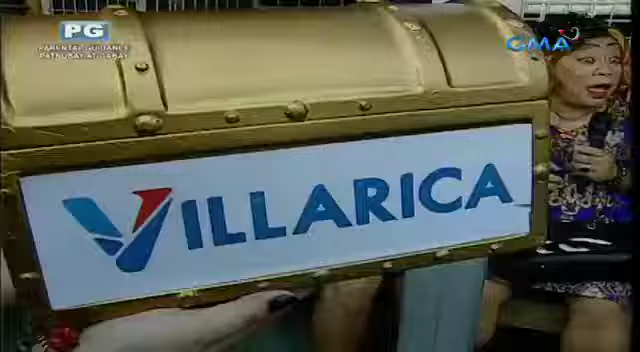 PG
PARENTAL GUIDANCE
PATNUBAY AT GABAY
GMA
VILLARICA